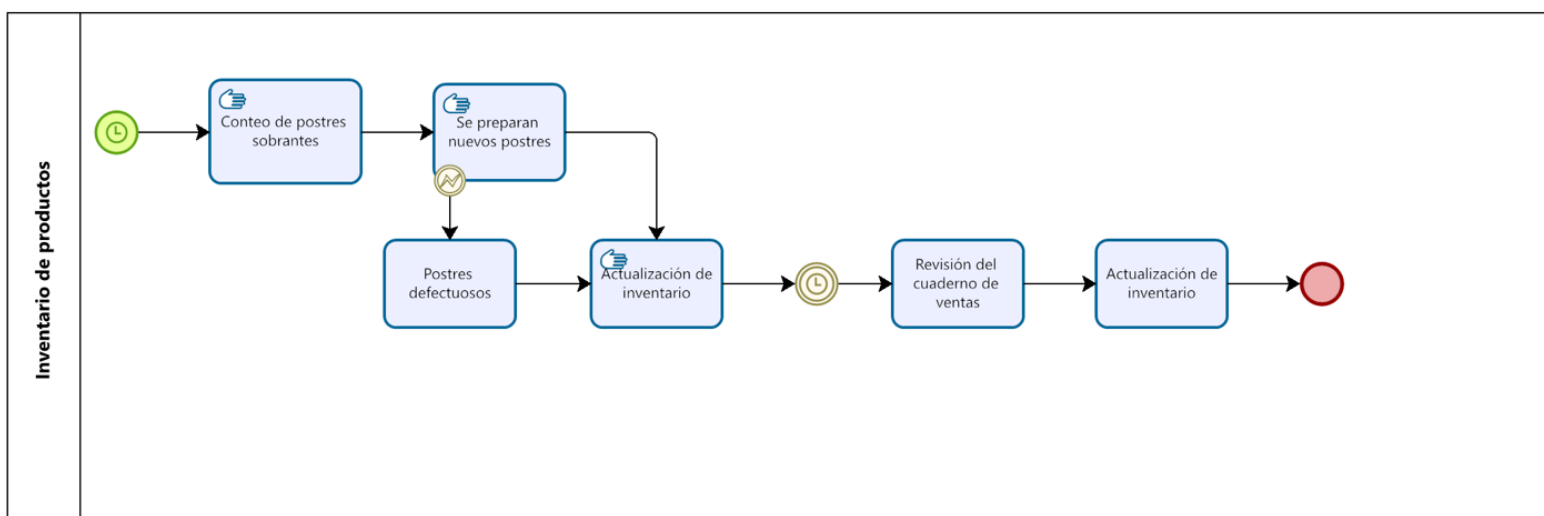 Inventario de productos
Conteo de postres
sobrantes
Se preparan
nuevos postres
Postres
defectuosos
Actualización de
inventario
Revisión del
cuaderno de
ventas
Actualización de
inventario